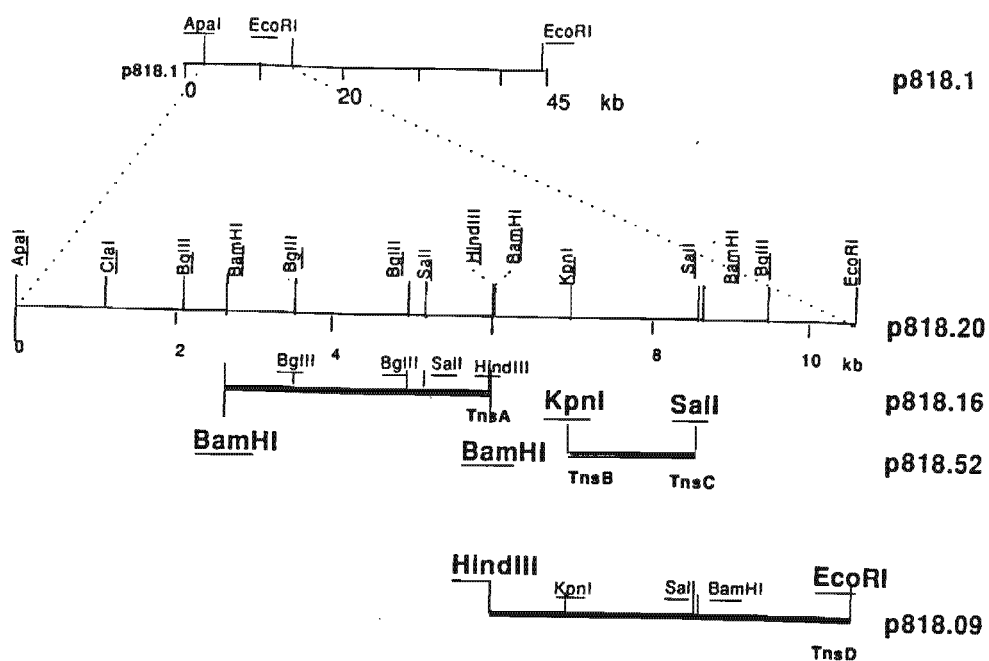 ApaI EcoRI EcoRI
p818.1 p818.1
0 20 45 kb
ApaI ClaI BglII BamHI BglII BglII SalI HindIII BamHI KpnI SalI BamHI BglII EcoRI
p818.20
0 2 4 6 8 10 kb
BglII BglII SalI HindIII
p818.16
TnsA KpnI SalI
BamHI BamHI
p818.52
TnsB TnsC
HindIII EcoRI
KpnI SalI BamHI
p818.09
TnsD